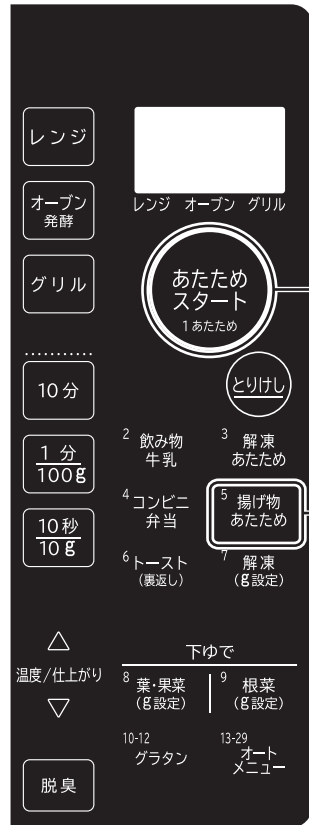 レンジ
オーブン
発酵
グリル
10分
1分
100g
10秒
10g
温度/仕上がり
脱臭
レンジ オーブン グリル
あたため
スタート
1あたため
とりけし
2 飲み物
牛乳
3 解凍
あたため
4 コンビニ
弁当
5 揚げ物
あたため
6 トースト
(裏返し)
7 解凍
(g設定)
下ゆで
8 葉・果菜
(g設定)
9 根菜
(g設定)
10-12
グラタン
13-29
オート
メニュー